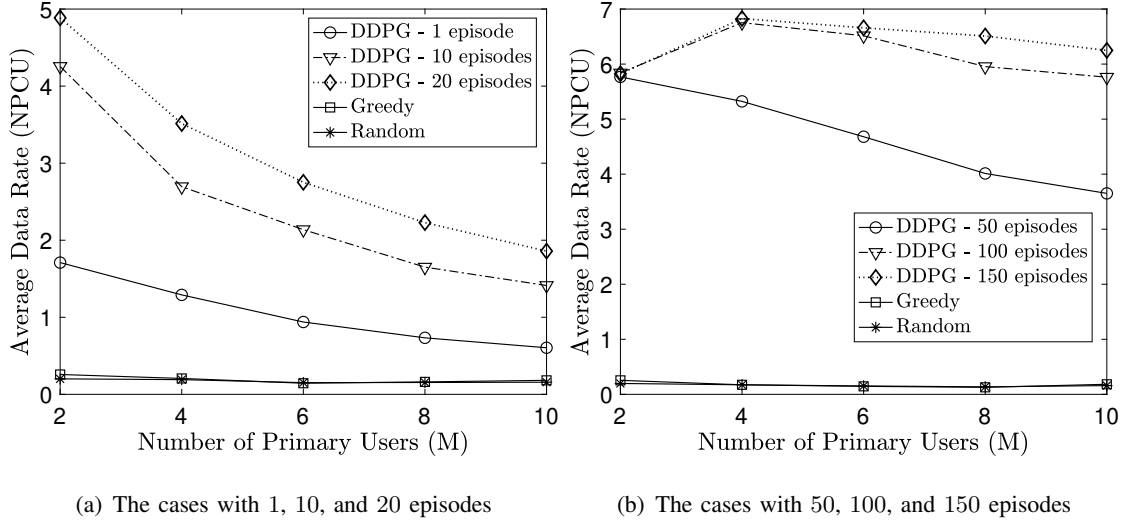 5
4
3
2
1
0
2
4
6
8
10
Average Data Rate (NPCU)
Number of Primary Users (M)
DDPG - 1 episode
DDPG - 10 episodes
DDPG - 20 episodes
Greedy
Random
(a) The cases with 1, 10, and 20 episodes
7
6
5
4
3
2
1
0
2
4
6
8
10
Average Data Rate (NPCU)
Number of Primary Users (M)
DDPG - 50 episodes
DDPG - 100 episodes
DDPG - 150 episodes
Greedy
Random
(b) The cases with 50, 100, and 150 episodes